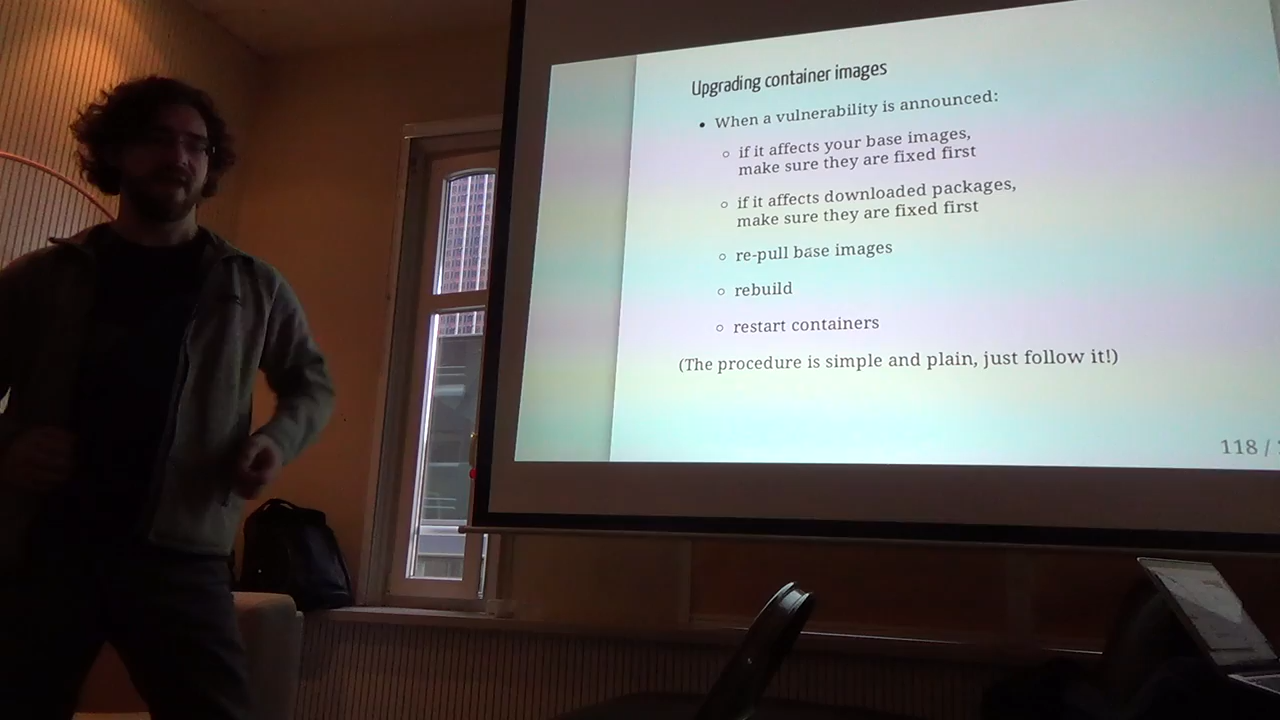 Upgrading container images
• When a vulnerability is announced:
○ if it affects your base images,
make sure they are fixed first
○ if it affects downloaded packages,
make sure they are fixed first
○ re-pull base images
○ rebuild
○ restart containers
(The procedure is simple and plain, just follow it!)
118 /